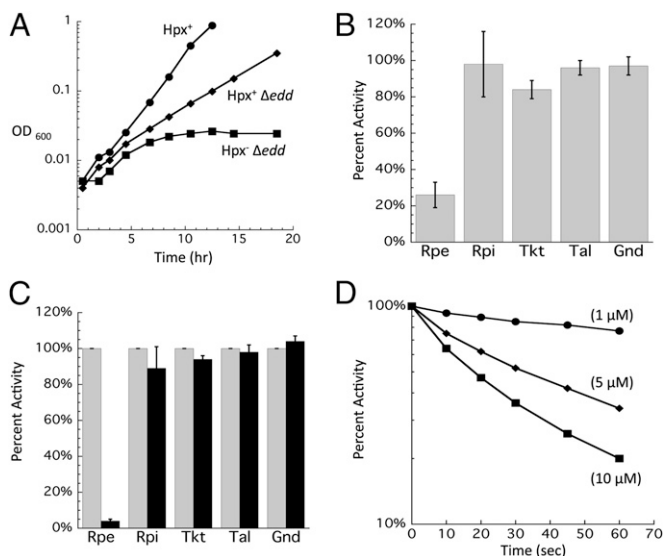 A
Hpx⁺
1
0.1
Hpx⁺ Δedd
OD 600
0.01
Hpx⁻ Δedd
0.001
0 5 10 15 20
Time (hr)
B
120%
100%
80%
60%
40%
20%
0%
Percent Activity
Rpe Rpi Tkt Tal Gnd
C
120%
100%
80%
60%
40%
20%
0%
Percent Activity
Rpe Rpi Tkt Tal Gnd
D
100%
(1 μM)
(5 μM)
Percent Activity
(10 μM)
10%
0 10 20 30 40 50 60 70
Time (sec)